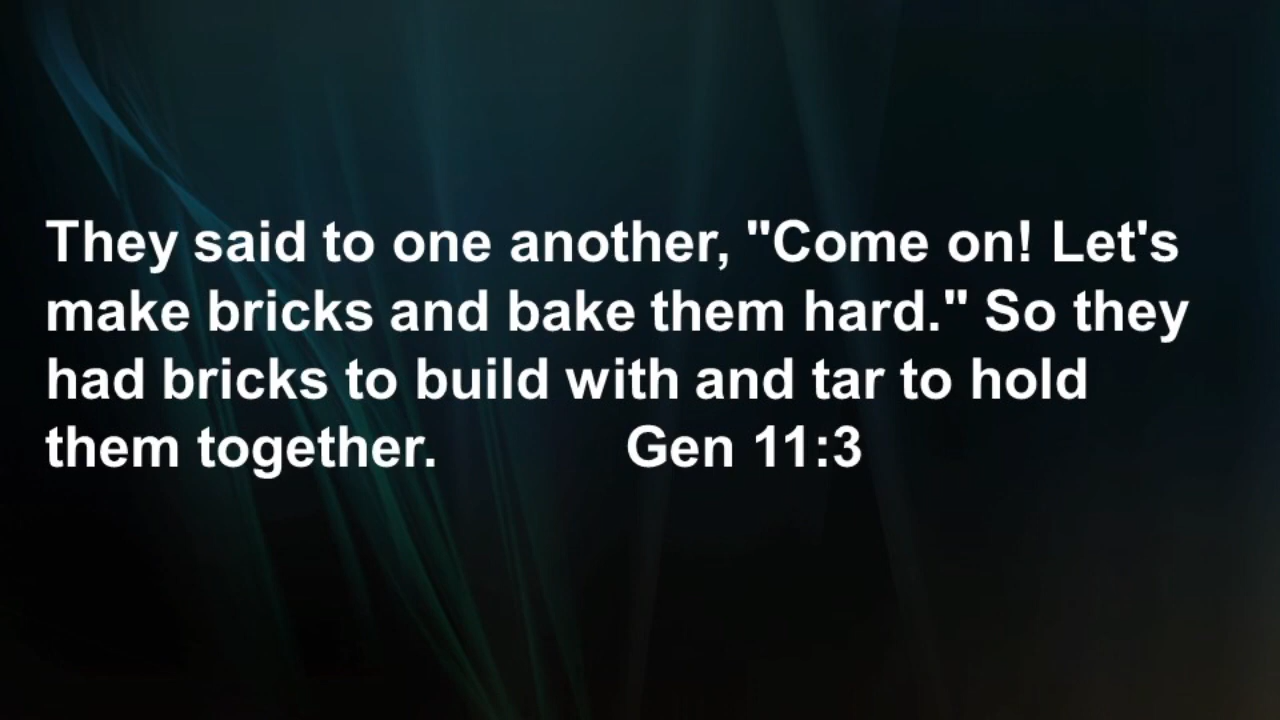 They said to one another, "Come on! Let's
make bricks and bake them hard." So they
had bricks to build with and tar to hold
them together. Gen 11:3